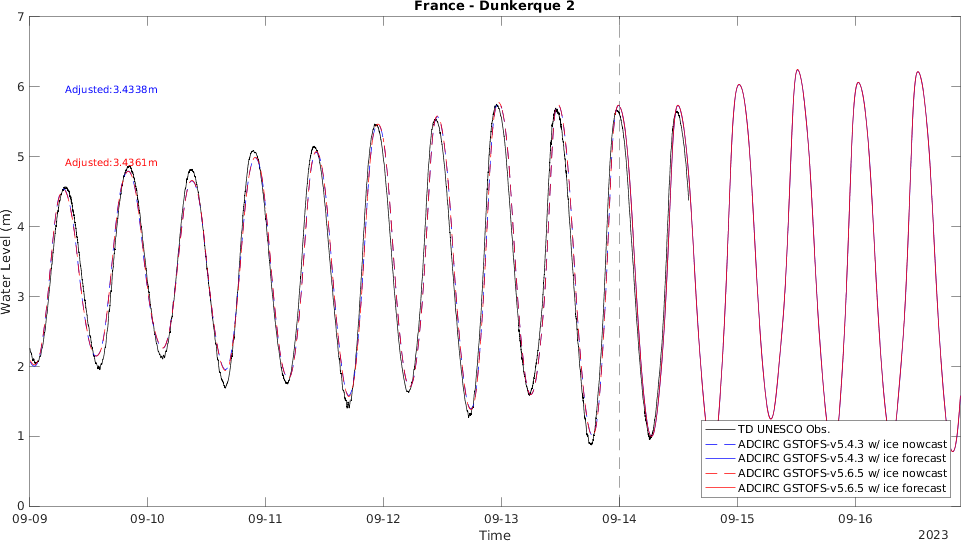 France - Dunkerque 2
7
6
5
4
3
2
1
0
Water Level (m)
Adjusted:3.4338m
Adjusted:3.4361m
TD UNESCO Obs.
ADCIRC GSTOFS-v5.4.3 w/ ice nowcast
ADCIRC GSTOFS-v5.4.3 w/ ice forecast
ADCIRC GSTOFS-v5.6.5 w/ ice nowcast
ADCIRC GSTOFS-v5.6.5 w/ ice forecast
09-09 09-10 09-11 09-12 09-13 09-14 09-15 09-16
Time
2023